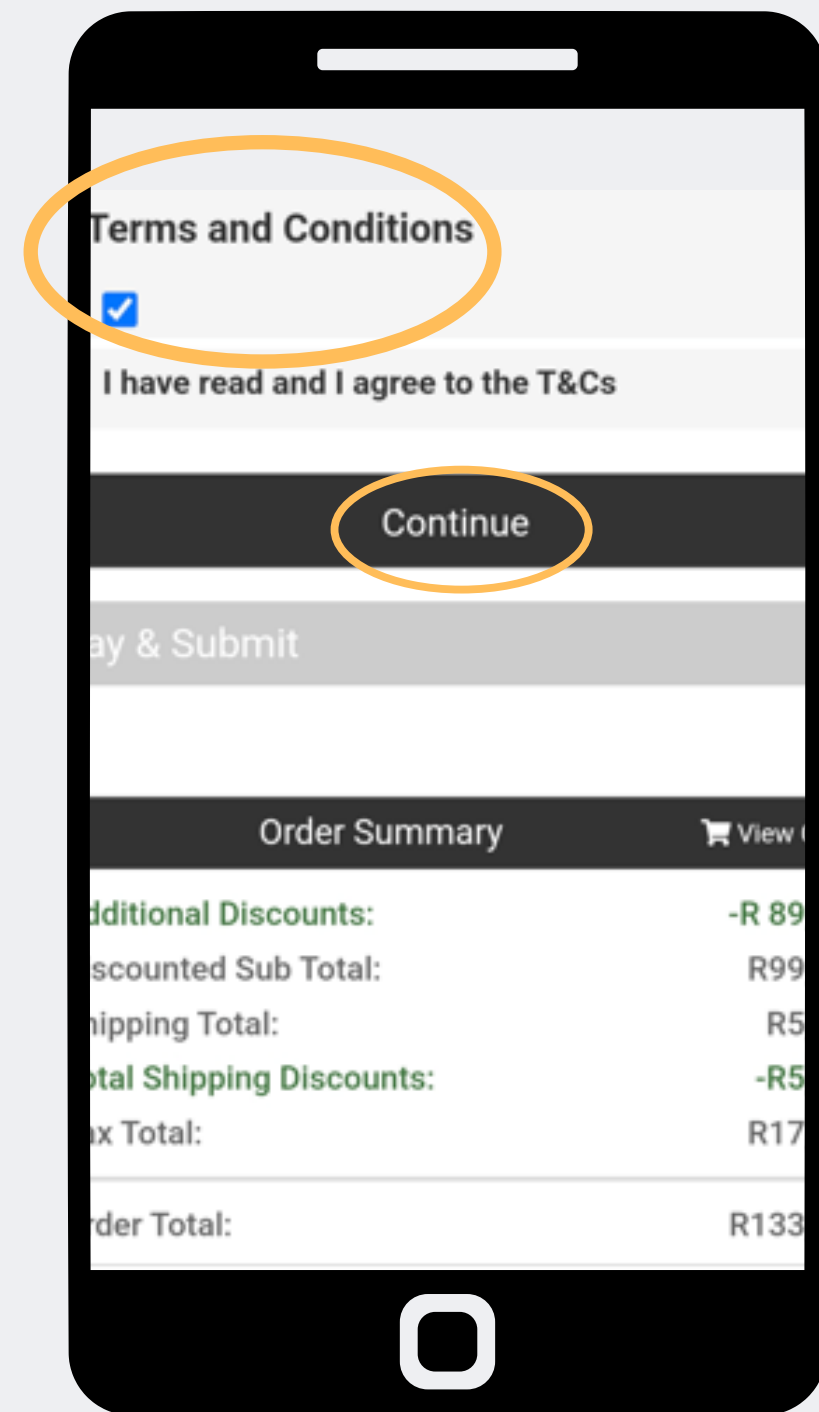 Terms and Conditions
I have read and I agree to the T&Cs
Continue
ay & Submit
Order Summary View
dditional Discounts: -R 89
scounted Sub Total: R99
hipping Total: R5
otal Shipping Discounts: -R5
ax Total: R17
rder Total: R133